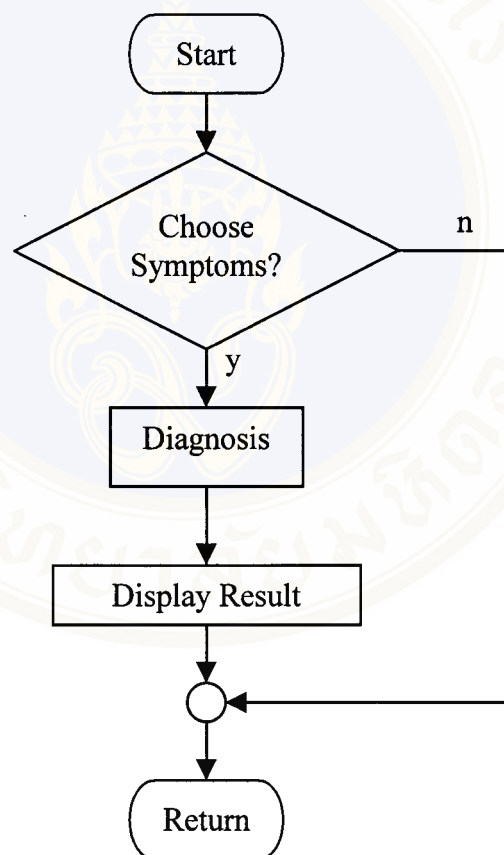 Start
Choose
Symptoms?
n
y
Diagnosis
Display Result
Return